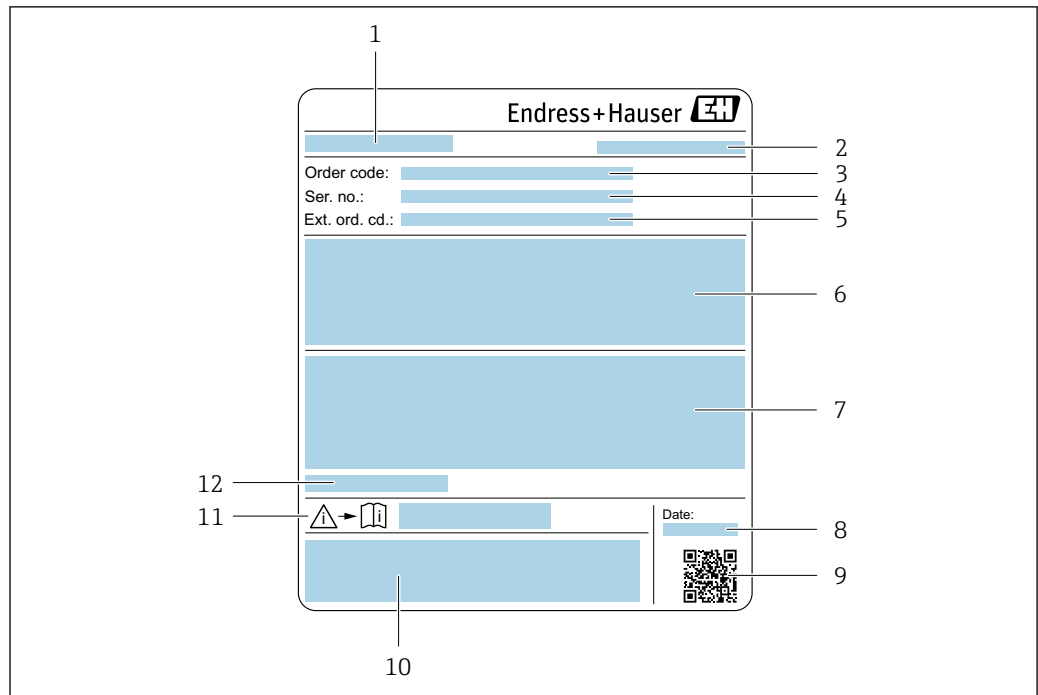 1
Endress+Hauser EH
2
Order code:
3
Ser. no.:
4
Ext. ord. cd.:
5
6
7
12
11
i i
Date:
8
9
10